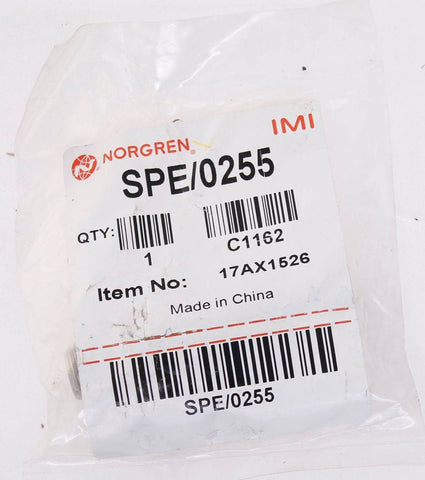 NORGREN. IMI
SPE/0255
QTY: 1 C1162
Item No: 17AX1526
Made in China
SPE/0255